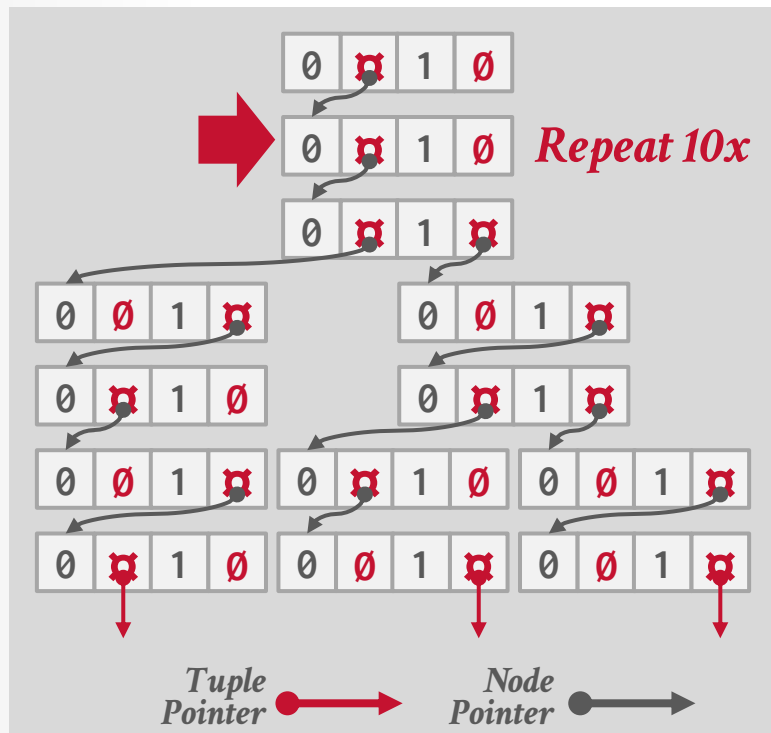 0 ¤ 1 Ø
0 ¤ 1 Ø
Repeat 10x
0 ¤ 1 ¤
0 Ø 1 ¤ 0 Ø 1 ¤
0 ¤ 1 Ø 0 ¤ 1 ¤
0 Ø 1 ¤ 0 ¤ 1 Ø 0 Ø 1 ¤
0 ¤ 1 Ø 0 Ø 1 ¤ 0 Ø 1 ¤
Tuple
Pointer
Node
Pointer